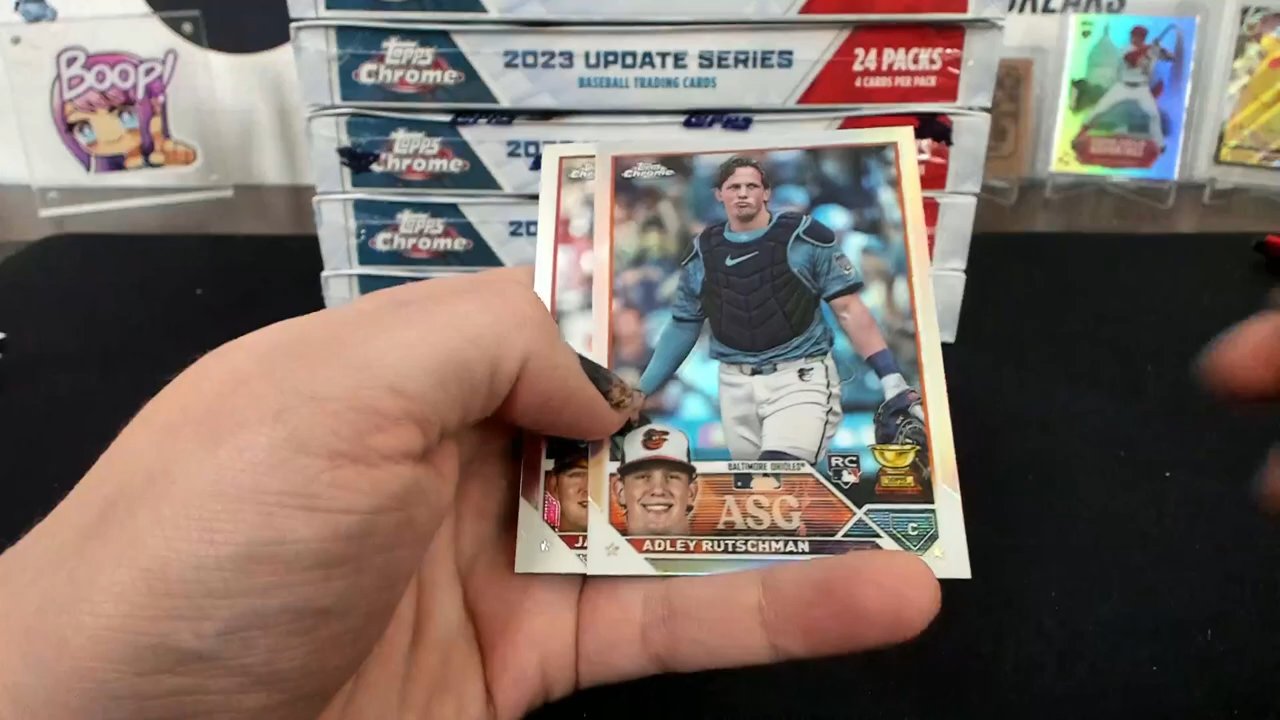 BOOP!
Topps
Chrome
2023 UPDATE SERIES
BASEBALL TRADING CARDS
24 PACKS
4 CARDS PER PACK
Topps
Chrome
Topps
Chrome
Topps
Chrome
BALTIMORE ORIOLES
RC
ASG
C
ADLEY RUTSCHMAN
JA